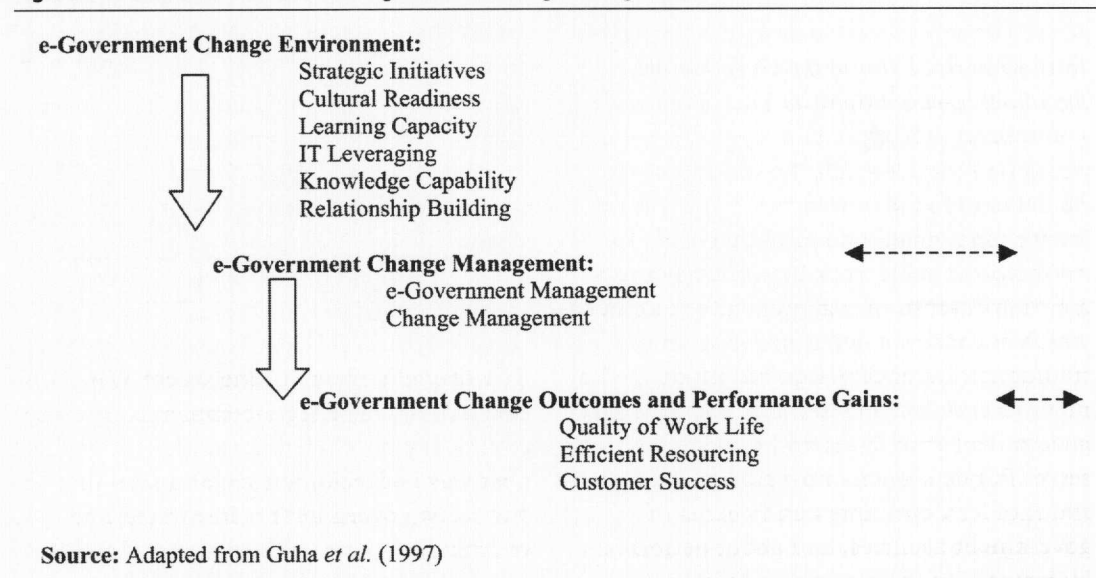 e-Government Change Environment:
Strategic Initiatives
Cultural Readiness
Learning Capacity
IT Leveraging
Knowledge Capability
Relationship Building
e-Government Change Management:
e-Government Management
Change Management
e-Government Change Outcomes and Performance Gains:
Quality of Work Life
Efficient Resourcing
Customer Success
Source: Adapted from Guha et al. (1997)